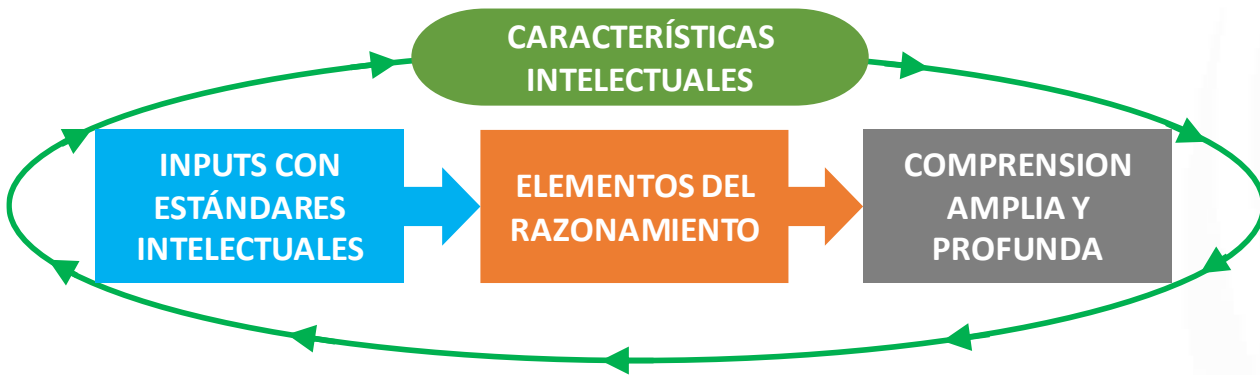 CARACTERÍSTICAS
INTELECTUALES
INPUTS CON
ESTÁNDARES
INTELECTUALES
ELEMENTOS DEL
RAZONAMIENTO
COMPRENSION
AMPLIA Y
PROFUNDA